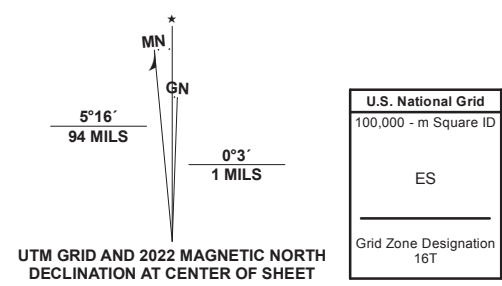 ★
MN
GN
5°16´
94 MILS
0°3´
1 MILS
UTM GRID AND 2022 MAGNETIC NORTH
DECLINATION AT CENTER OF SHEET
U.S. National Grid
100,000 - m Square ID
ES
Grid Zone Designation
16T